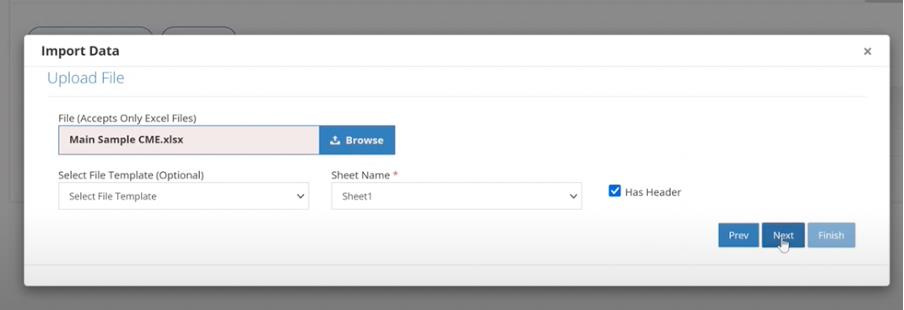 Import Data ×
Upload File
File (Accepts Only Excel Files)
Main Sample CME.xlsx Browse
Select File Template (Optional) Sheet Name *
Select File Template Sheet1 Has Header
Prev Next Finish